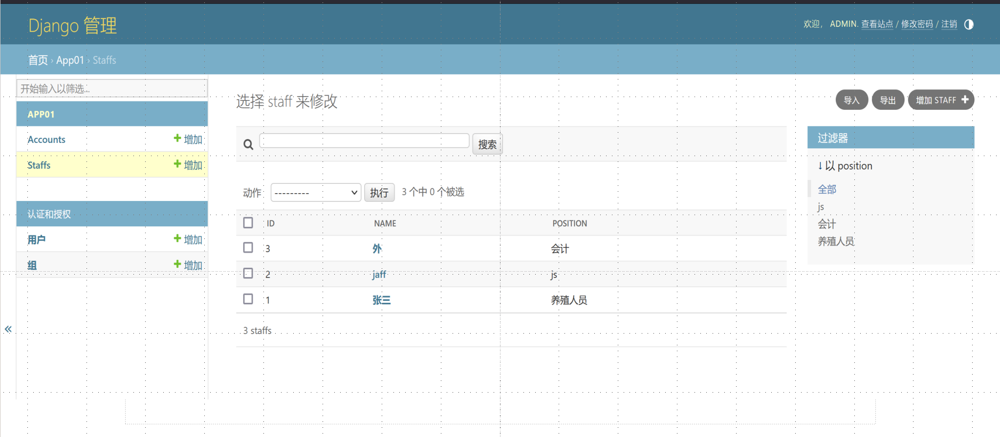 Django 管理
欢迎， ADMIN. 查看站点 / 修改密码 / 注销
首页 › App01 › Staffs
开始输入以筛选...
APP01
Accounts
增加
Staffs
增加
认证和授权
用户
增加
组
增加
«
选择 staff 来修改
导入
导出
增加 STAFF
搜索
动作
---------
执行
3 个中 0 个被选
ID NAME POSITION
3 外 会计
2 jaff js
1 张三 养殖人员
3 staffs
过滤器
↓ 以 position
全部
js
会计
养殖人员